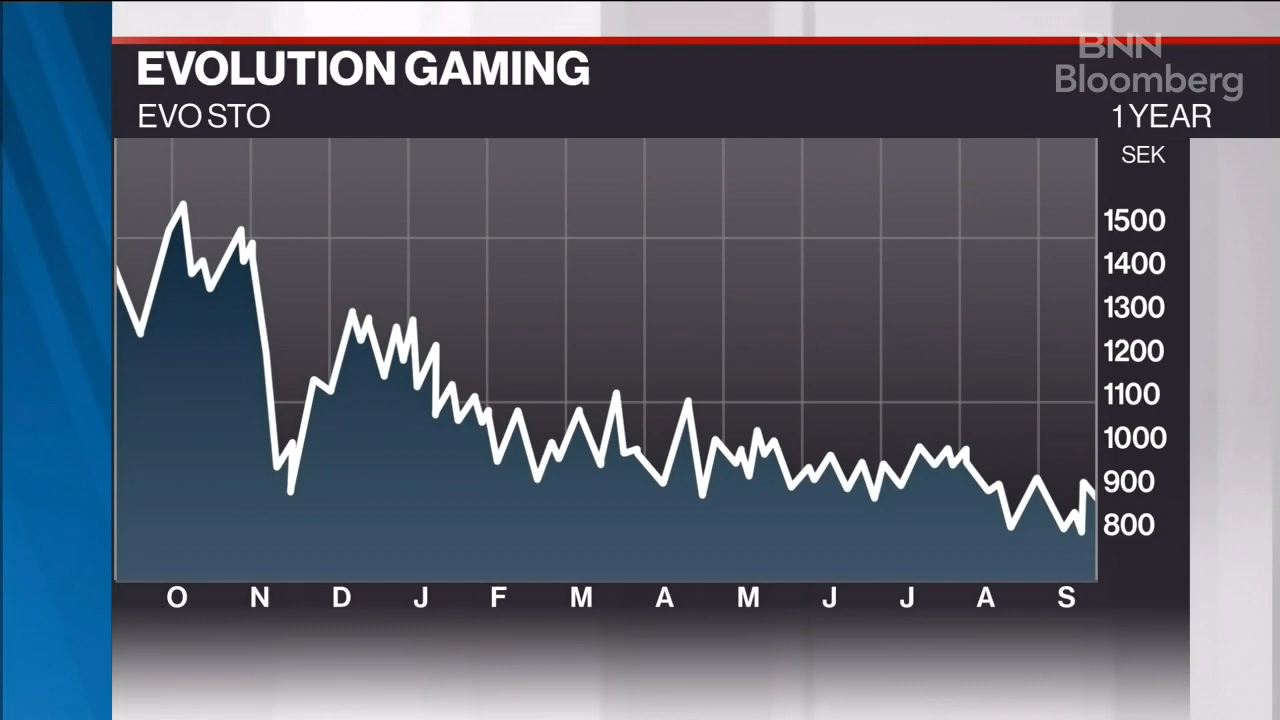 BNN
Bloomberg
EVOLUTION GAMING
EVO STO
1 YEAR
SEK
1500
1400
1300
1200
1100
1000
900
800
O N D J F M A M J J A S